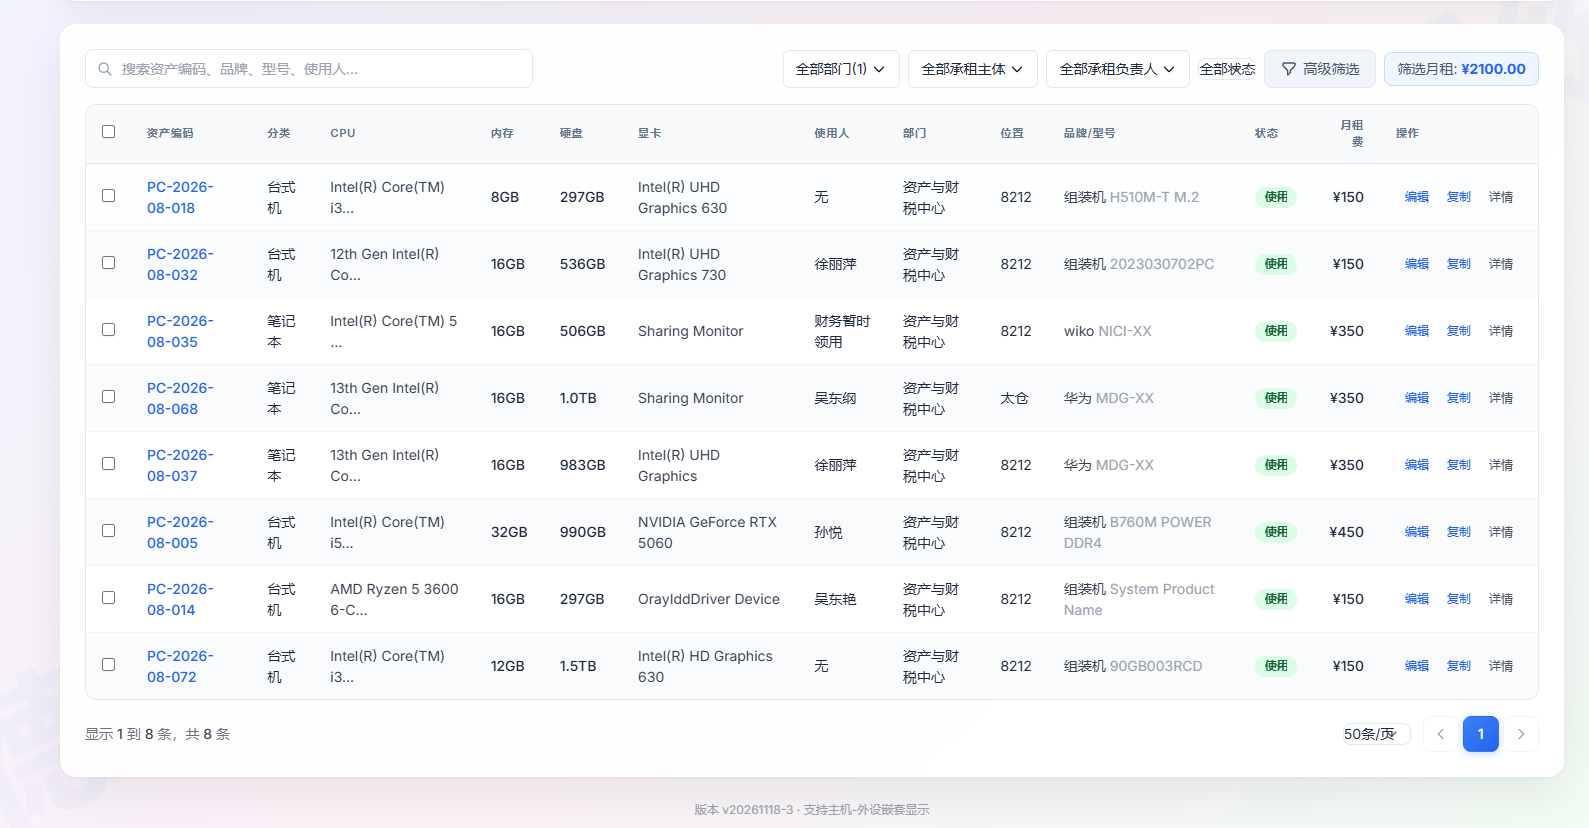 搜索资产编码、品牌、型号、使用人...
全部部门(1)
全部承租主体
全部承租负责人
全部状态
高级筛选
筛选月租: ¥2100.00
资产编码 分类 CPU 内存 硬盘 显卡 使用人 部门 位置 品牌/型号 状态 月租费 操作
PC-2026-08-018 台式机 Intel(R) Core(TM) i3... 8GB 297GB Intel(R) UHD Graphics 630 无 资产与财税中心 8212 组装机 H510M-T M.2 使用 ¥150 编辑 复制 详情
PC-2026-08-032 台式机 12th Gen Intel(R) Co... 16GB 536GB Intel(R) UHD Graphics 730 徐丽萍 资产与财税中心 8212 组装机 2023030702PC 使用 ¥150 编辑 复制 详情
PC-2026-08-035 笔记本 Intel(R) Core(TM) 5 ... 16GB 506GB Sharing Monitor 财务暂时领用 资产与财税中心 8212 wiko NICI-XX 使用 ¥350 编辑 复制 详情
PC-2026-08-068 笔记本 13th Gen Intel(R) Co... 16GB 1.0TB Sharing Monitor 吴东纲 资产与财税中心 太仓 华为 MDG-XX 使用 ¥350 编辑 复制 详情
PC-2026-08-037 笔记本 13th Gen Intel(R) Co... 16GB 983GB Intel(R) UHD Graphics 徐丽萍 资产与财税中心 8212 华为 MDG-XX 使用 ¥350 编辑 复制 详情
PC-2026-08-005 台式机 Intel(R) Core(TM) i5... 32GB 990GB NVIDIA GeForce RTX 5060 孙悦 资产与财税中心 8212 组装机 B760M POWER DDR4 使用 ¥450 编辑 复制 详情
PC-2026-08-014 台式机 AMD Ryzen 5 3600 6-C... 16GB 297GB OrayIddDriver Device 吴东艳 资产与财税中心 8212 组装机 System Product Name 使用 ¥150 编辑 复制 详情
PC-2026-08-072 台式机 Intel(R) Core(TM) i3... 12GB 1.5TB Intel(R) HD Graphics 630 无 资产与财税中心 8212 组装机 90GB003RCD 使用 ¥150 编辑 复制 详情
显示 1 到 8 条，共 8 条
50条/页
1
版本 v20261118-3 · 支持主机-外设嵌套显示